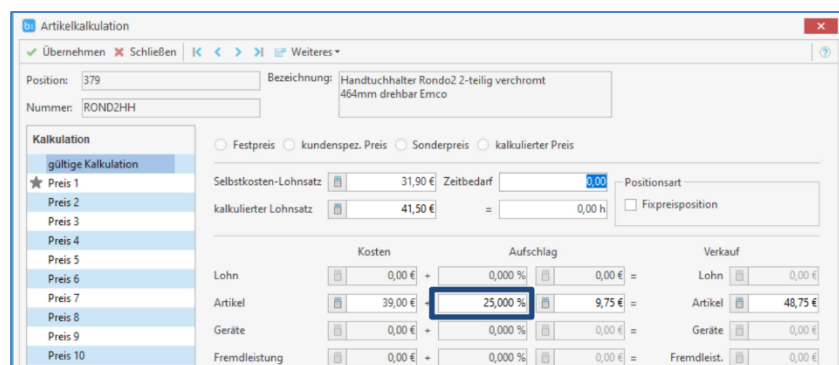 Artikelkalkulation
Übernehmen Schließen Weiteres
Position: 379 Bezeichnung: Handtuchhalter Rondo2 2-teilig verchromt
464mm drehbar Emco
Nummer: ROND2HH
Kalkulation
Festpreis kundenspez. Preis Sonderpreis kalkulierter Preis
gültige Kalkulation
Preis 1
Selbstkosten-Lohnsatz 31,90 € Zeitbedarf 0,00 Positionsart
Preis 2
kalkulierter Lohnsatz 41,50 € = 0,00 h Fixpreisposition
Preis 3
Preis 4
Kosten Aufschlag Verkauf
Preis 5
Lohn 0,00 € + 0,000 % 0,00 € = Lohn 0,00 €
Preis 6
Artikel 39,00 € + 25,000 % 9,75 € = Artikel 48,75 €
Preis 7
Preis 8
Geräte 0,00 € + 0,000 % 0,00 € = Geräte 0,00 €
Preis 9
Preis 10
Fremdleistung 0,00 € + 0,000 % 0,00 € = Fremdleist. 0,00 €